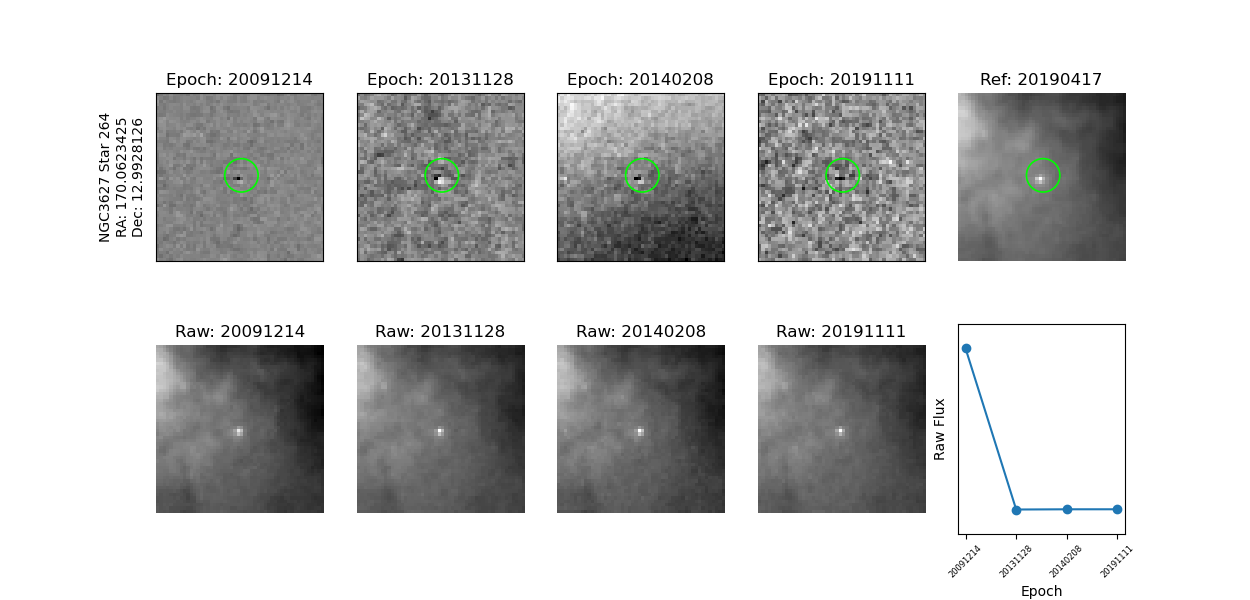 NGC3627 Star 264
RA: 170.0623425
Dec: 12.9928126
Epoch: 20091214
Epoch: 20131128
Epoch: 20140208
Epoch: 20191111
Ref: 20190417
Raw: 20091214
Raw: 20131128
Raw: 20140208
Raw: 20191111
Raw Flux
20091214
20131128
20140208
20191111
Epoch